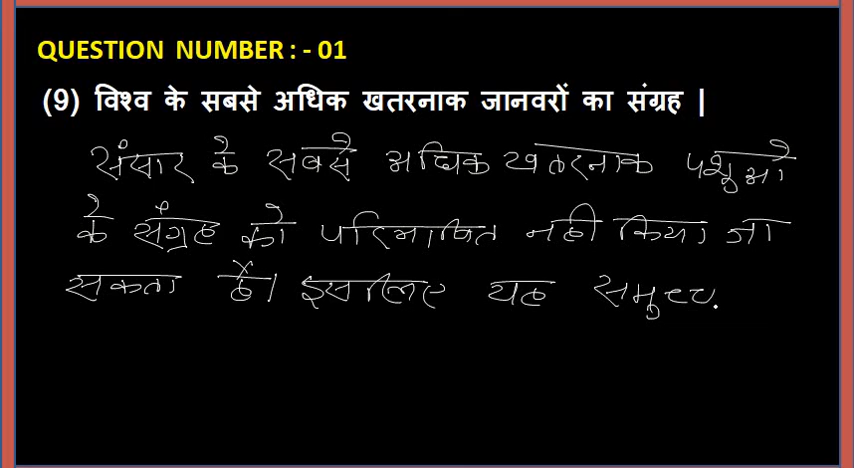 QUESTION NUMBER : - 01
(9) विश्व के सबसे अधिक खतरनाक जानवरों का संग्रह |
संसार के सबसे अधिक खतरनाक पशुओ
के संग्रह को परिभाषित नही किया जा
सकता है। इसलिए यह समुच्च.